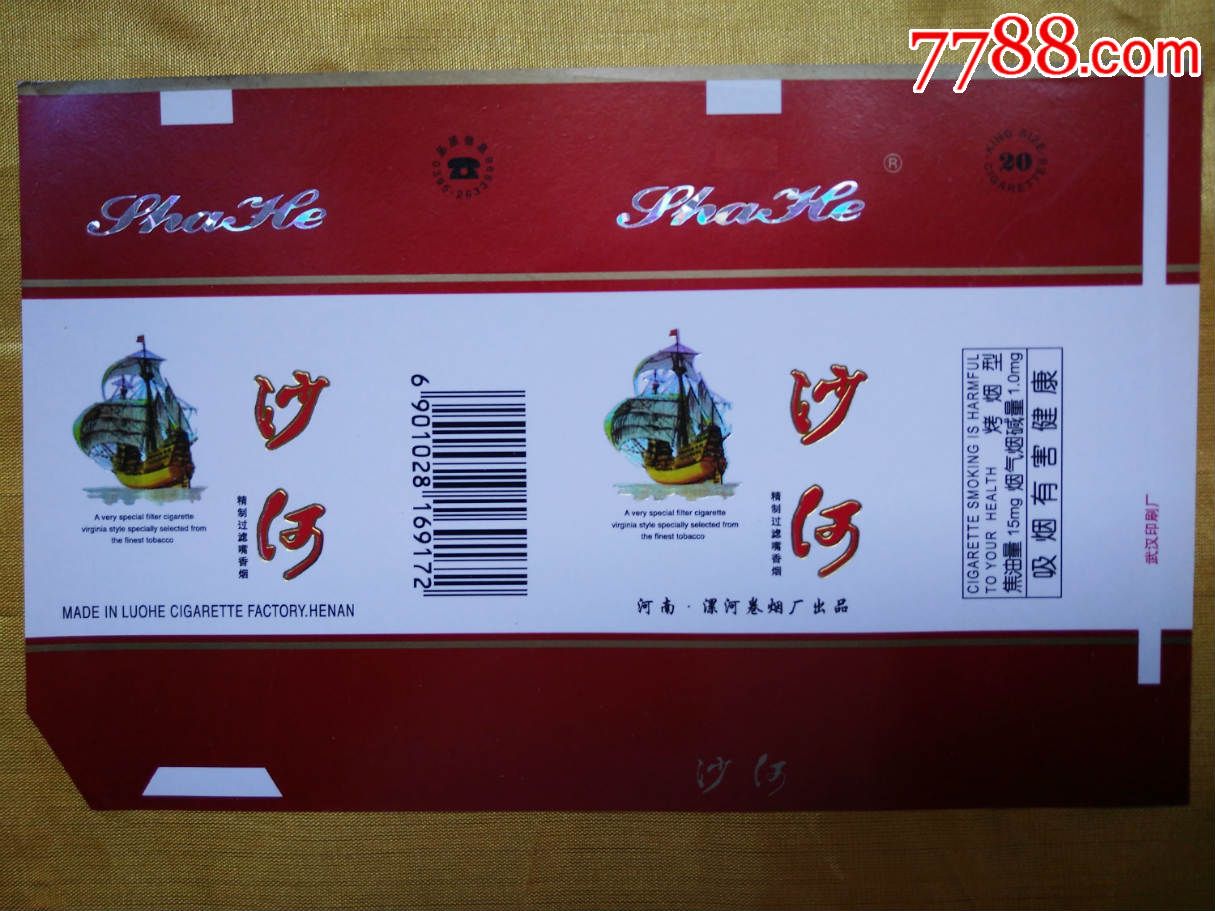 7788.com
ShaHe
ShaHe
®
KING SIZE
20
CIGARETTES
沙河
精制过滤嘴香烟
A very special filter cigarette
virginia style specially selected from
the finest tobacco
MADE IN LUOHE CIGARETTE FACTORY.HENAN
6 901028 169172
沙河
精制过滤嘴香烟
A very special filter cigarette
virginia style specially selected from
the finest tobacco
河南·漯河卷烟厂出品
CIGARETTE SMOKING IS HARMFUL
TO YOUR HEALTH 烤烟型
焦油量 15mg 烟气烟碱量 1.0mg
吸烟有害健康
武汉印刷厂
沙河